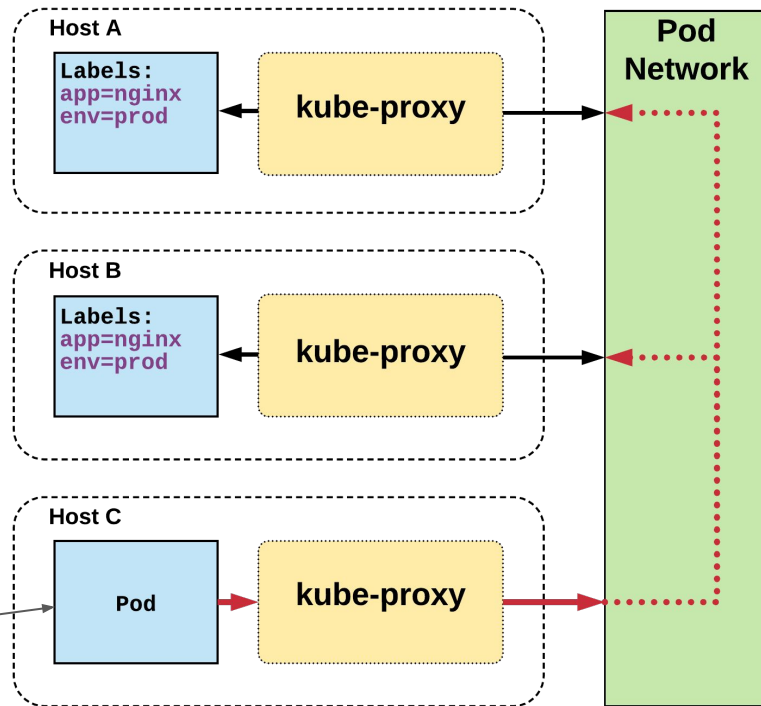 Host A
Labels:
app=nginx
env=prod
kube-proxy
Pod
Network
Host B
Labels:
app=nginx
env=prod
kube-proxy
Host C
Pod
kube-proxy